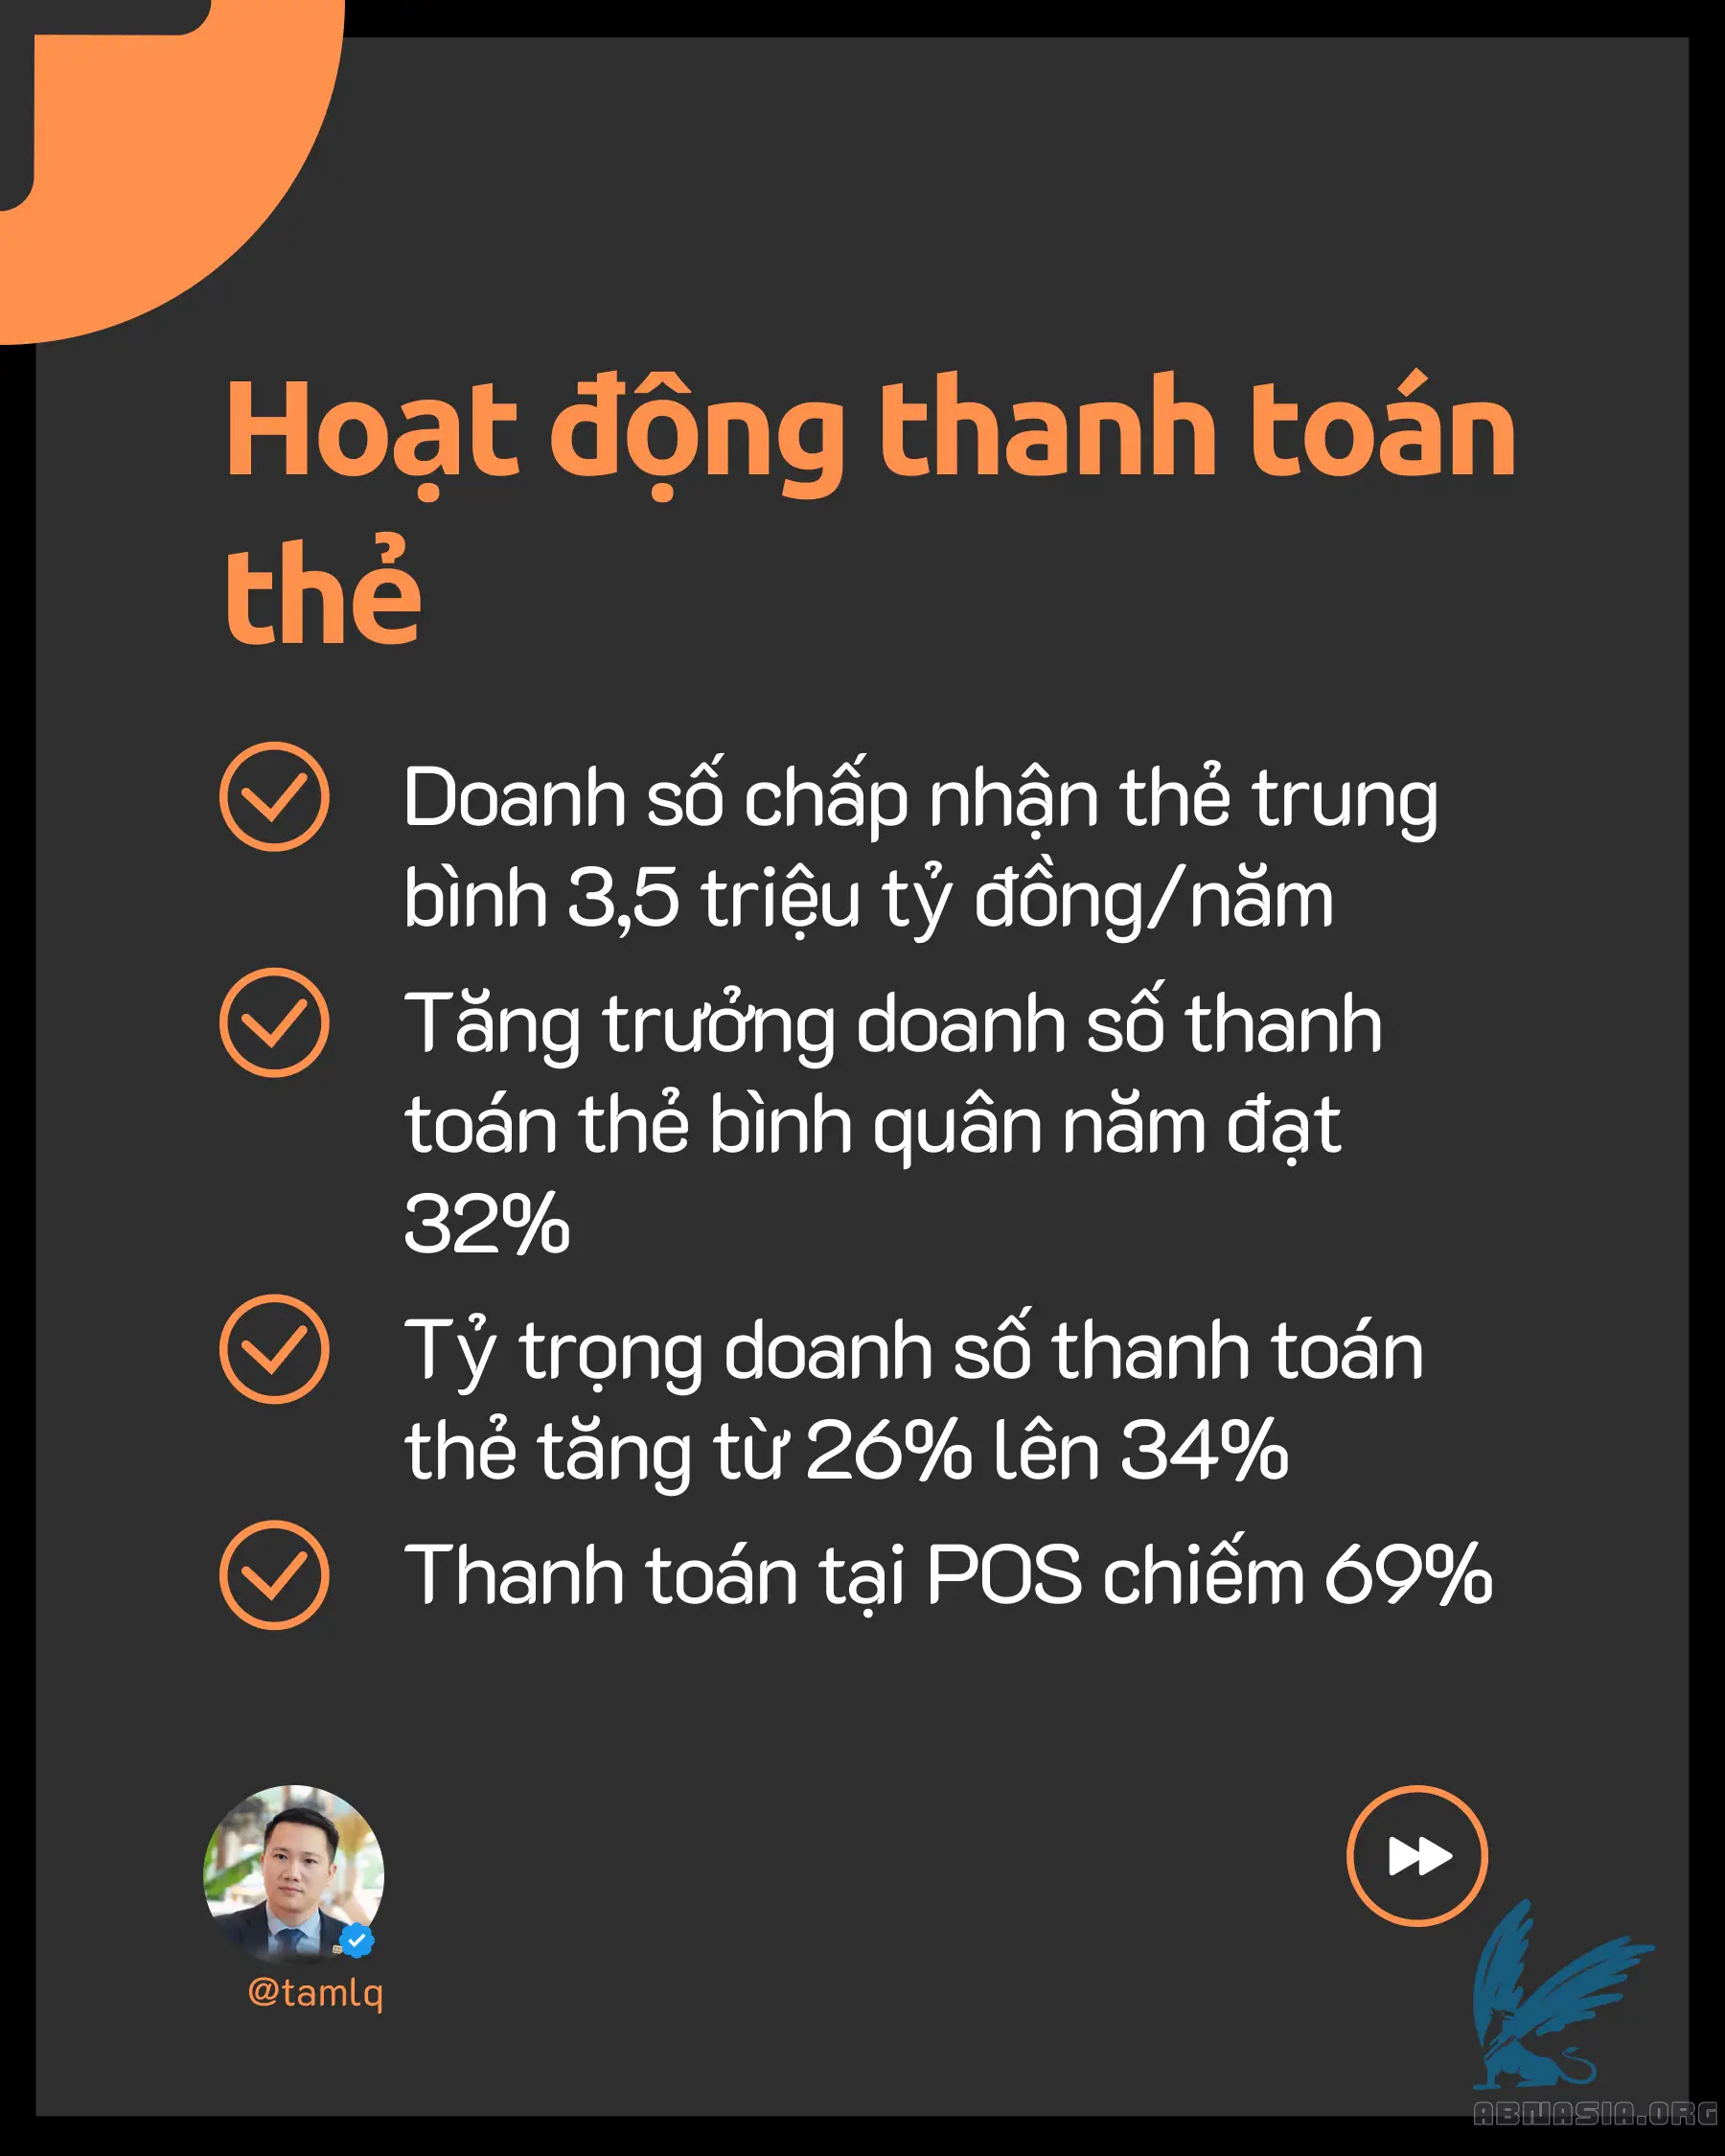 Hoạt động thanh toán
thẻ
Doanh số chấp nhận thẻ trung
bình 3,5 triệu tỷ đồng/năm
Tăng trưởng doanh số thanh
toán thẻ bình quân năm đạt
32%
Tỷ trọng doanh số thanh toán
thẻ tăng từ 26% lên 34%
Thanh toán tại POS chiếm 69%
@tamlq
ABNASIA.ORG